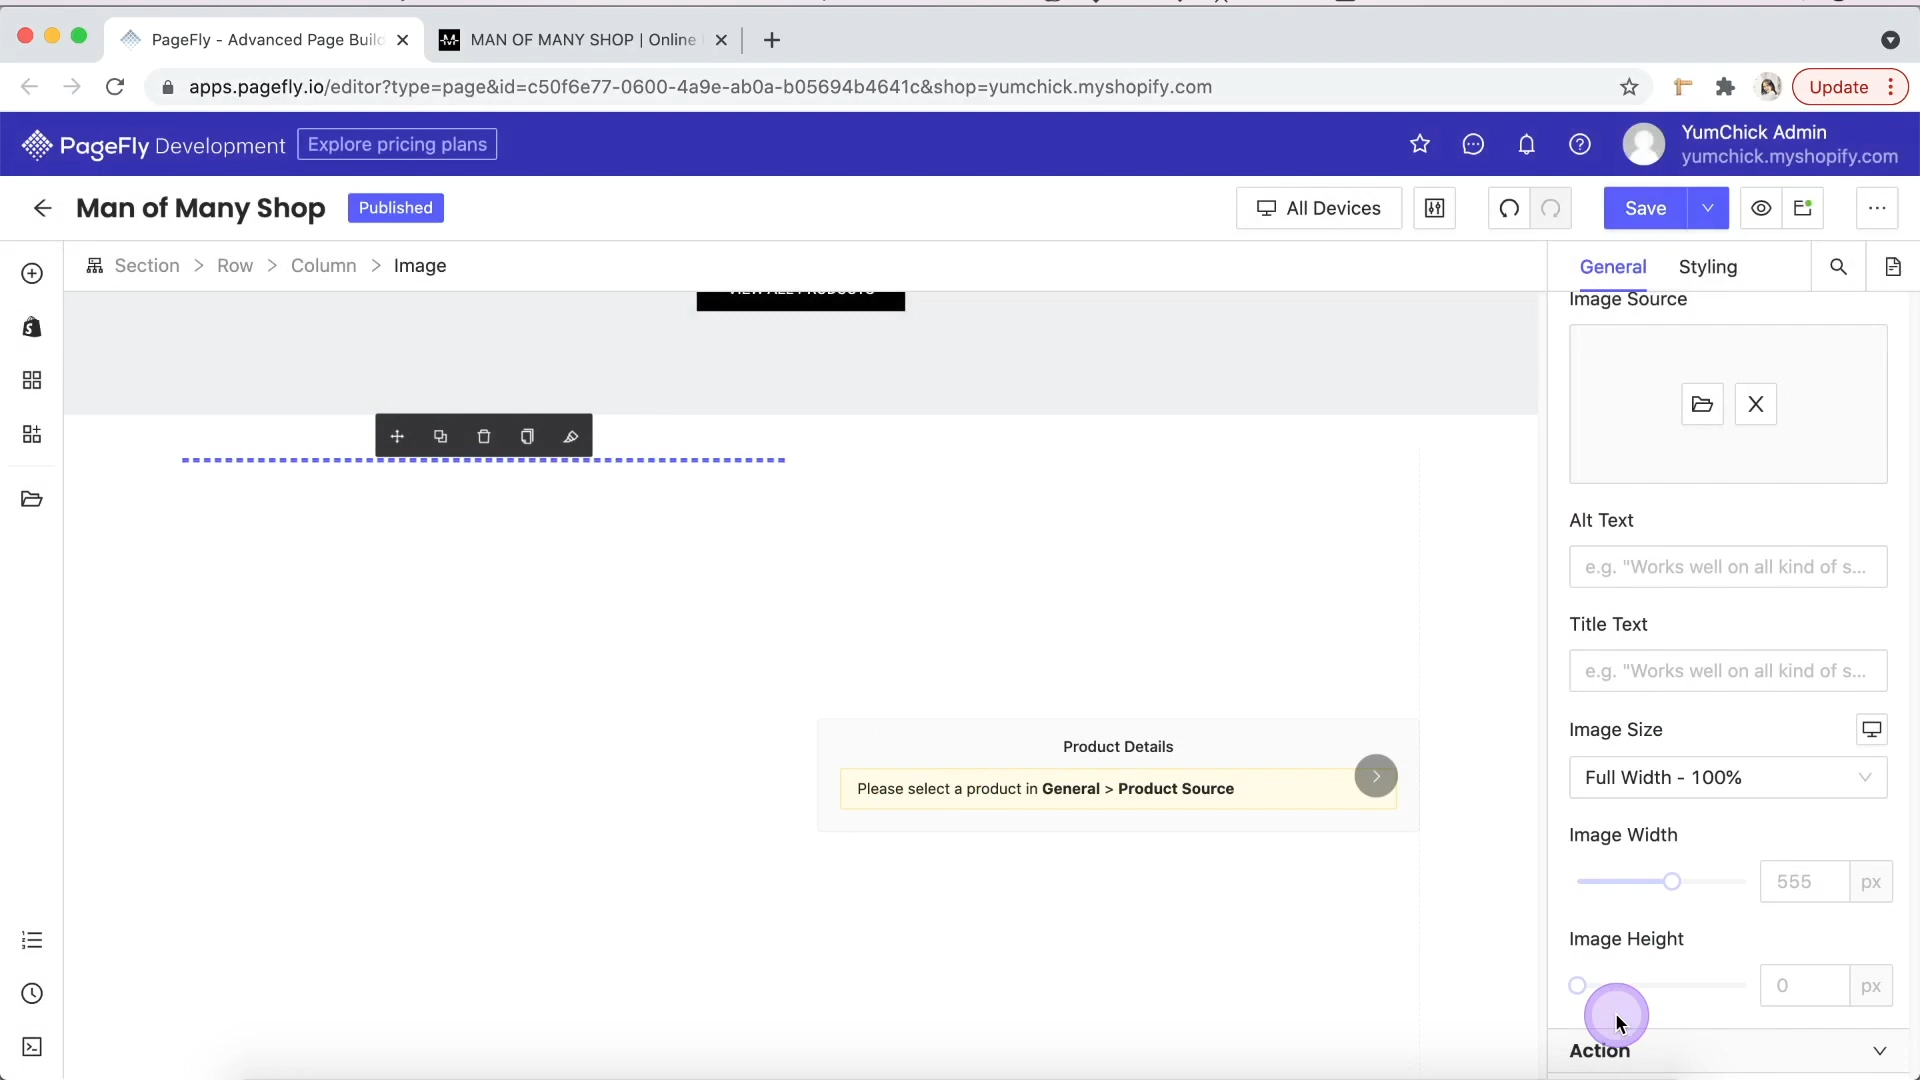 PageFly - Advanced Page Build
MAN OF MANY SHOP | Online
apps.pagefly.io/editor?type=page&id=c50f6e77-0600-4a9e-ab0a-b05694b4641c&shop=yumchick.myshopify.com
Update
PageFly Development
Explore pricing plans
YumChick Admin
yumchick.myshopify.com
Man of Many Shop
Published
All Devices
Save
Section > Row > Column > Image
General
Styling
VIEW ALL PRODUCTS
Image Source
Alt Text
e.g. "Works well on all kind of s...
Title Text
e.g. "Works well on all kind of s...
Image Size
Full Width - 100%
Product Details
Please select a product in General > Product Source
Image Width
555 px
Image Height
0 px
Action